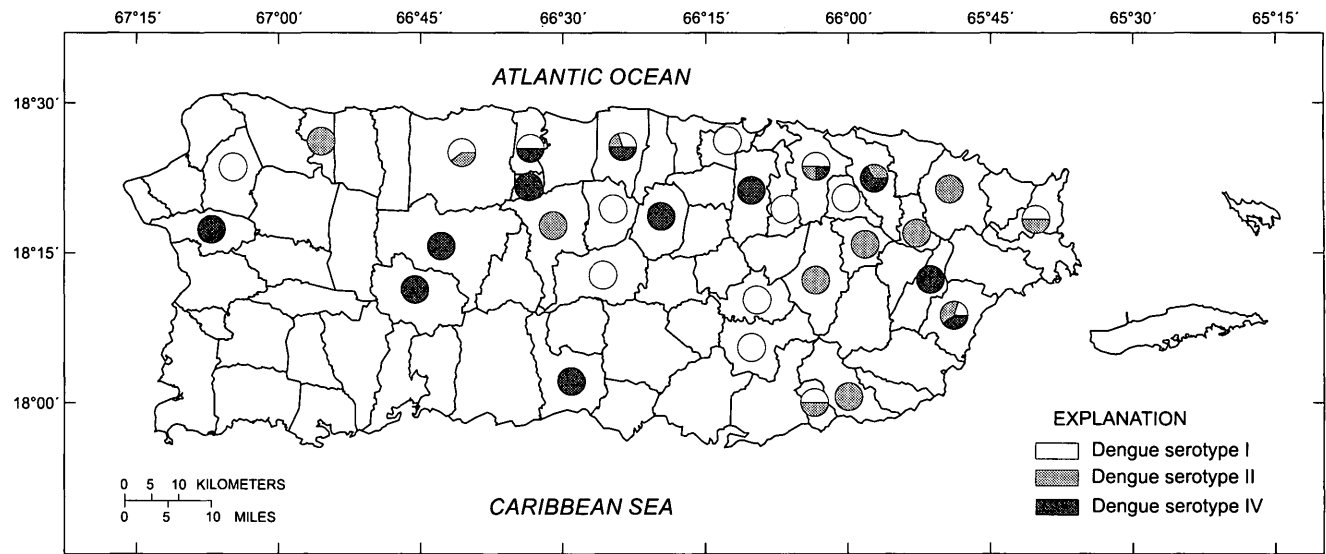 67°15´ 67°00´ 66°45´ 66°30´ 66°15´ 66°00´ 65°45´ 65°30´ 65°15´
ATLANTIC OCEAN
18°30´
18°15´
18°00´
EXPLANATION
Dengue serotype I
Dengue serotype II
Dengue serotype IV
0 5 10 KILOMETERS
0 5 10 MILES
CARIBBEAN SEA